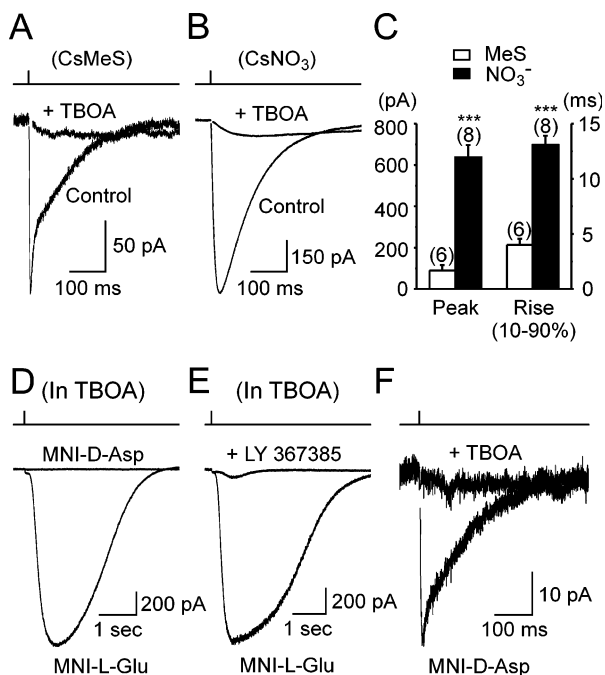 A
(CsMeS)
+ TBOA
Control
50 pA
100 ms
B
(CsNO3)
+ TBOA
Control
150 pA
100 ms
C
MeS
NO3−
(pA)
(ms)
800
600
400
200
0
15
10
5
0
(6)
***
(8)
(6)
***
(8)
Peak
Rise
(10-90%)
D
(In TBOA)
MNI-D-Asp
200 pA
1 sec
MNI-L-Glu
E
(In TBOA)
+ LY 367385
200 pA
1 sec
MNI-L-Glu
F
+ TBOA
10 pA
100 ms
MNI-D-Asp